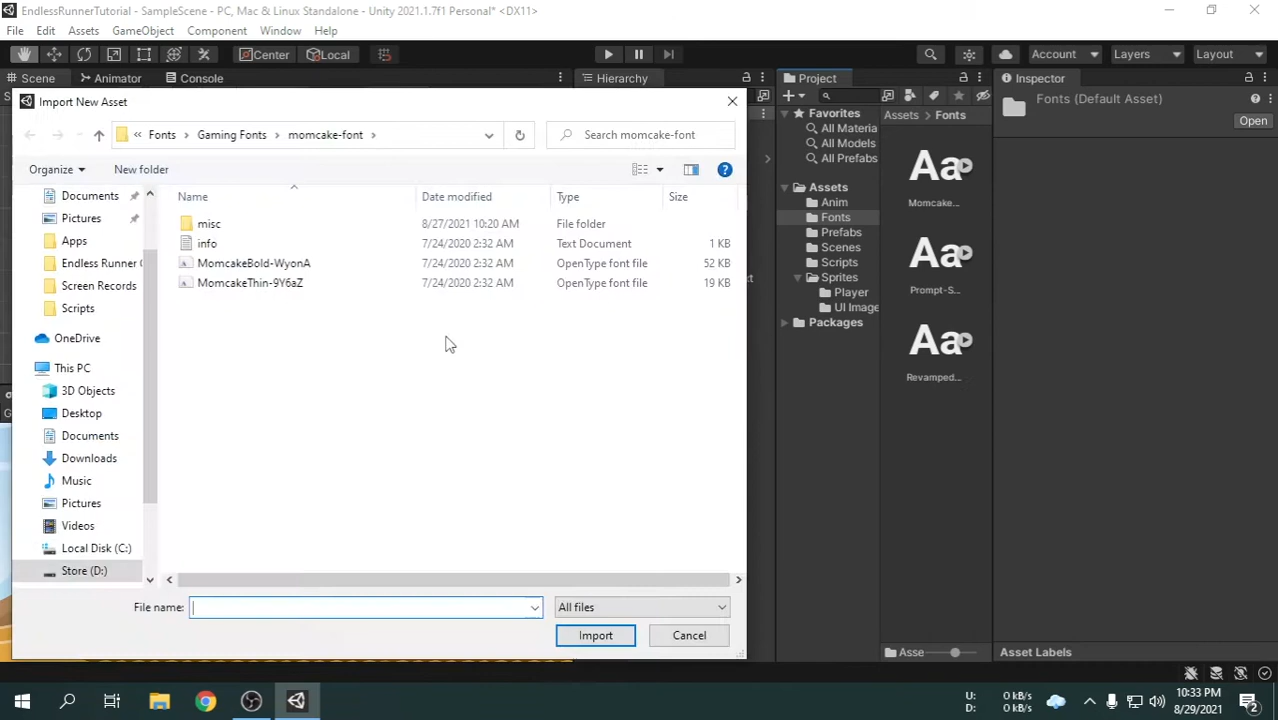 EndlessRunnerTutorial - SampleScene - PC, Mac & Linux Standalone - Unity 2021.1.7f1 Personal* <DX11>
File Edit Assets GameObject Component Window Help
Center Local Account Layers Layout
Scene Animator Console Hierarchy Project Inspector
Import New Asset
Fonts Gaming Fonts momcake-font Search momcake-font
Organize New folder
Name Date modified Type Size
misc 8/27/2021 10:20 AM File folder
info 7/24/2020 2:32 AM Text Document 1 KB
MomcakeBold-WyonA 7/24/2020 2:32 AM OpenType font file 52 KB
MomcakeThin-9Y6aZ 7/24/2020 2:32 AM OpenType font file 19 KB
Documents
Pictures
Apps
Endless Runner
Screen Records
Scripts
OneDrive
This PC
3D Objects
Desktop
Documents
Downloads
Music
Pictures
Videos
Local Disk (C:)
Store (D:)
File name: All files
Import Cancel
Favorites
All Materia
All Models
All Prefabs
Assets
Anim
Fonts
Prefabs
Scenes
Scripts
Sprites
Player
UI Image
Packages
Assets Fonts
Aa
Momcake...
Aa
Prompt-S...
Aa
Revamped...
Asse
Fonts (Default Asset)
Open
Asset Labels
U: 0 kB/s
D: 0 kB/s
10:33 PM
8/29/2021
2